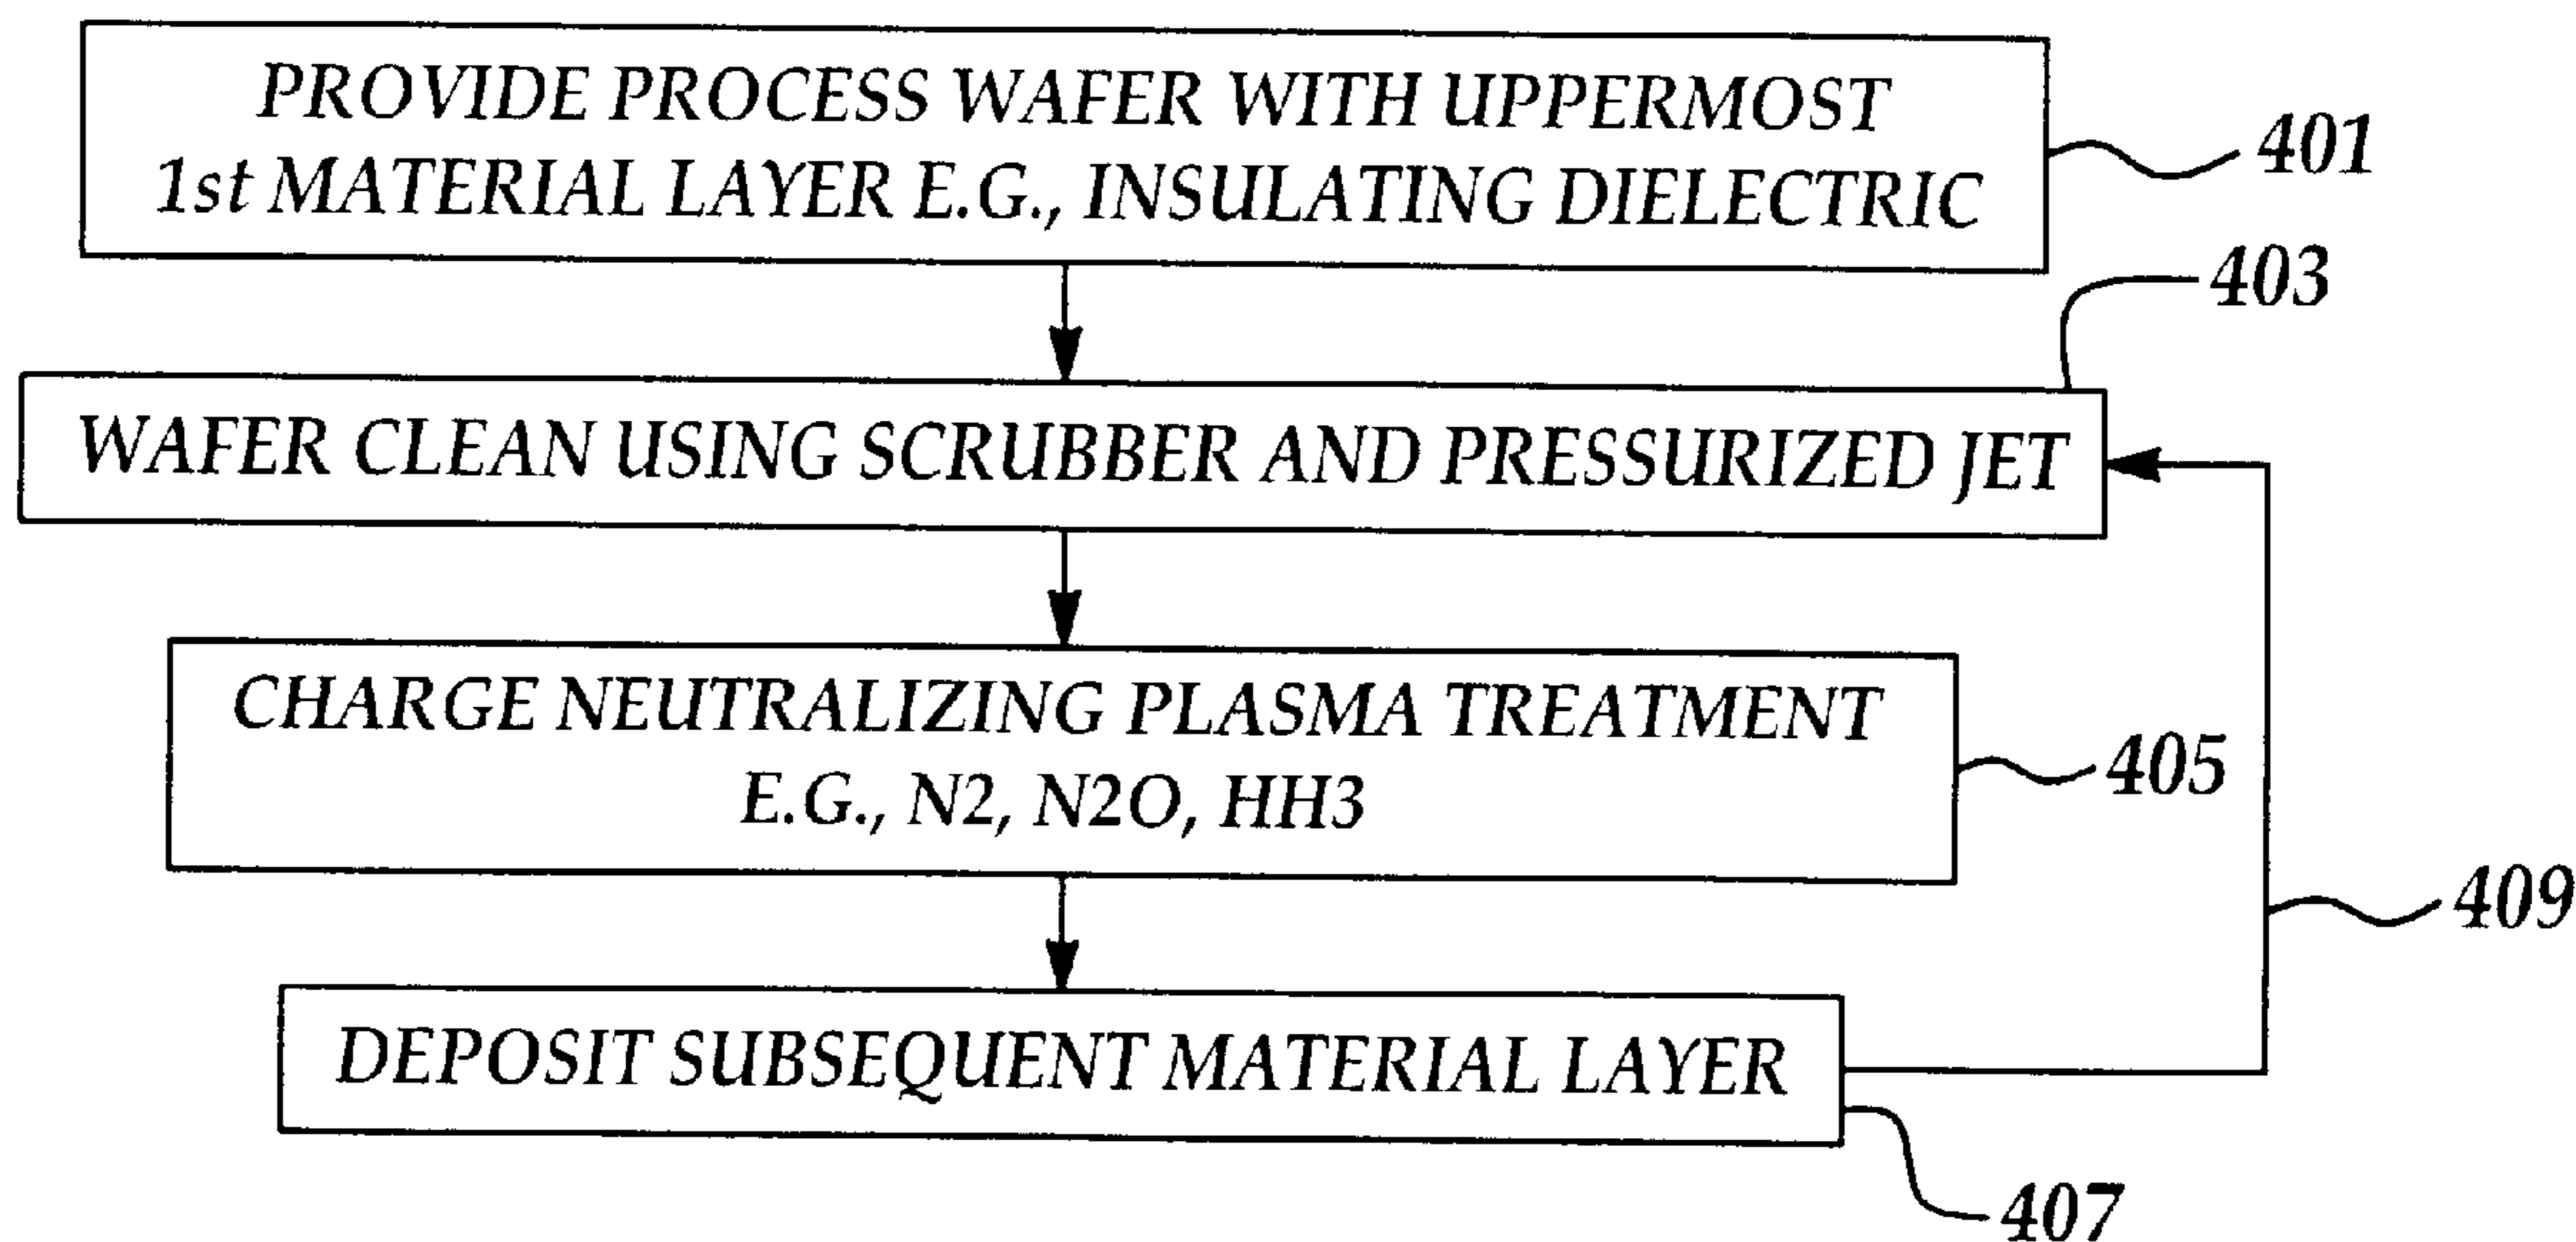 PROVIDE PROCESS WAFER WITH UPPERMOST
1st MATERIAL LAYER E.G., INSULATING DIELECTRIC
401
403
WAFER CLEAN USING SCRUBBER AND PRESSURIZED JET
CHARGE NEUTRALIZING PLASMA TREATMENT
E.G., N2, N2O, HH3
405
409
DEPOSIT SUBSEQUENT MATERIAL LAYER
407